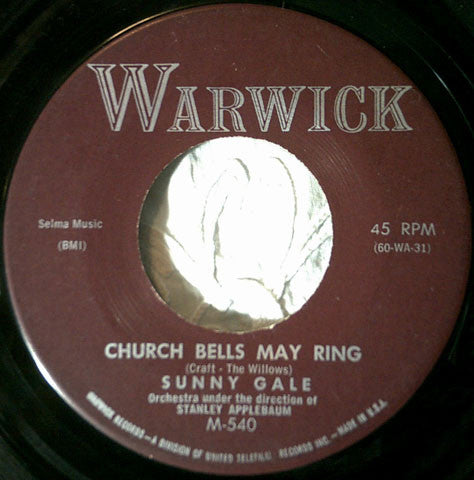 WARWICK
Selma Music
(BMI)
45 RPM
(60-WA-31)
CHURCH BELLS MAY RING
(Craft - The Willows)
SUNNY GALE
Orchestra under the direction of
STANLEY APPLEBAUM
M-540
WARWICK RECORDS—A DIVISION OF UNITED TELEFILM RECORDS INC.—MADE IN U.S.A.